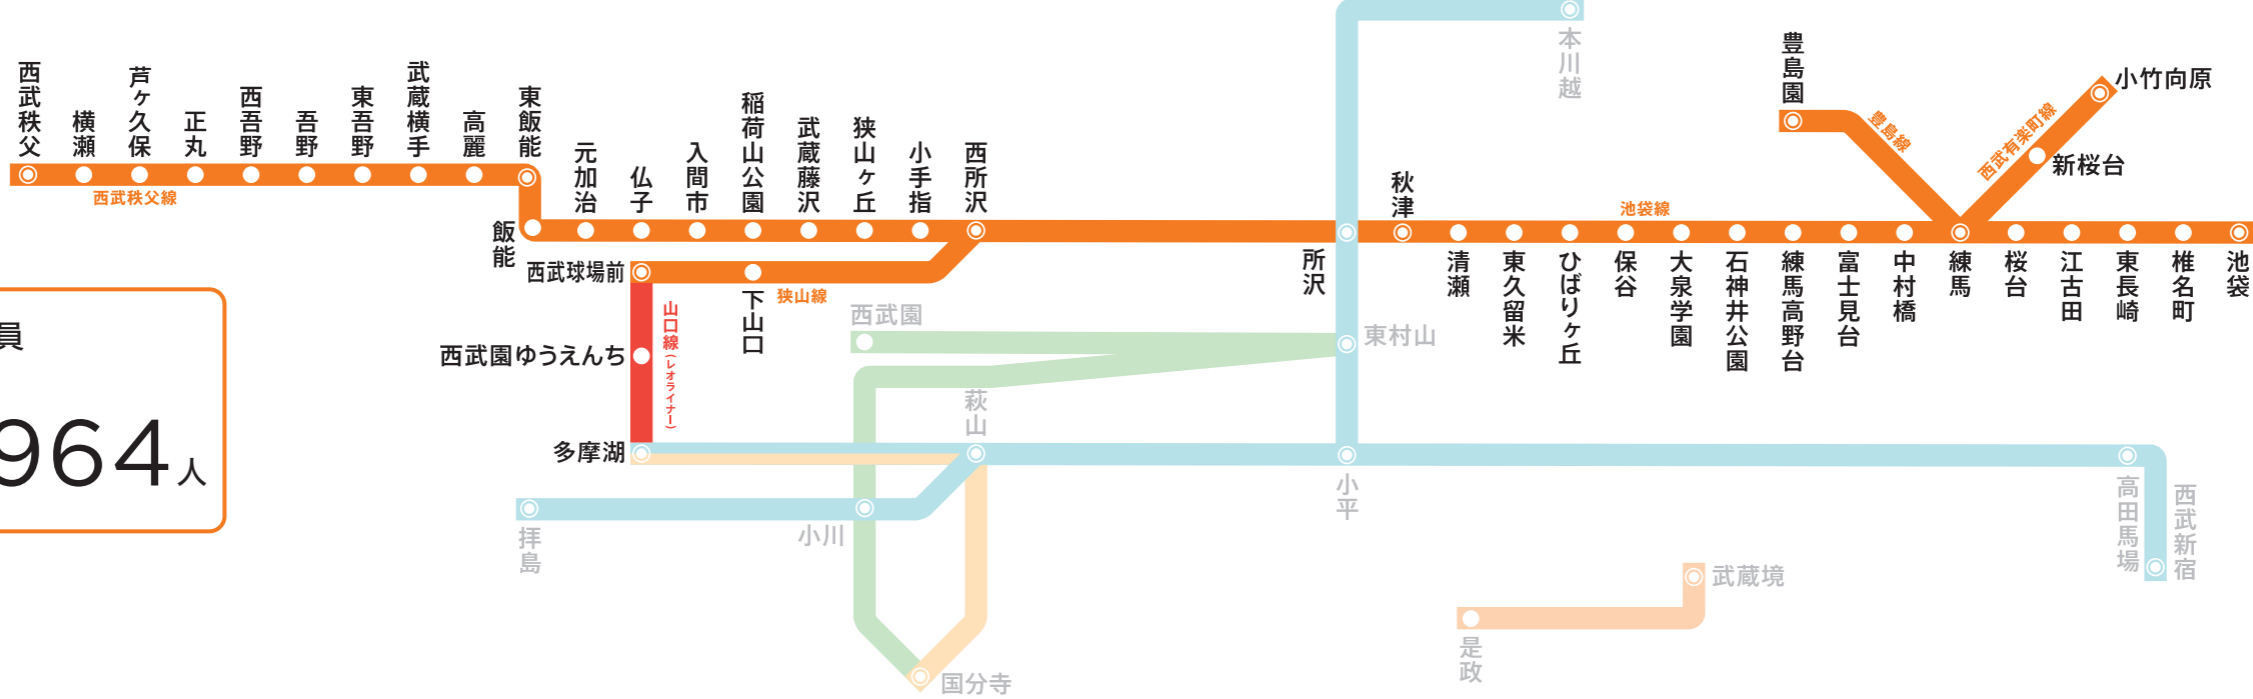 西武秩父
横瀬
芦ヶ久保
正丸
西吾野
吾野
東吾野
武蔵横手
高麗
東飯能
西武秩父線
飯能
元加治
仏子
入間市
稲荷山公園
武蔵藤沢
狭山ヶ丘
小手指
西所沢
所沢
秋津
清瀬
東久留米
ひばりヶ丘
保谷
池袋線
大泉学園
石神井公園
練馬高野台
富士見台
中村橋
練馬
桜台
江古田
東長崎
椎名町
池袋
豊島園
豊島線
西武有楽町線
小竹向原
新桜台
本川越
西武球場前
下山口
狭山線
山口線(レオライナー)
西武園ゆうえんち
多摩湖
西武園
東村山
萩山
小平
拝島
小川
国分寺
高田馬場
西武新宿
武蔵境
是政
員
964人